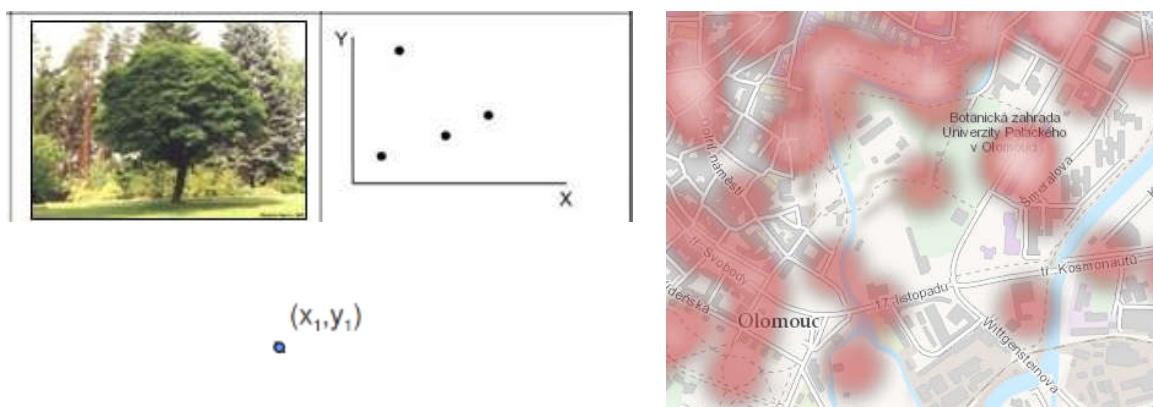 Y
X
(x₁,y₁)
Botanická zahrada
Univerzity Palackého
v Olomouci
Šmeralova
tř. Kosmonautů
tř. Svobody
17. listopadu
Olomouc
Wittgensteinova